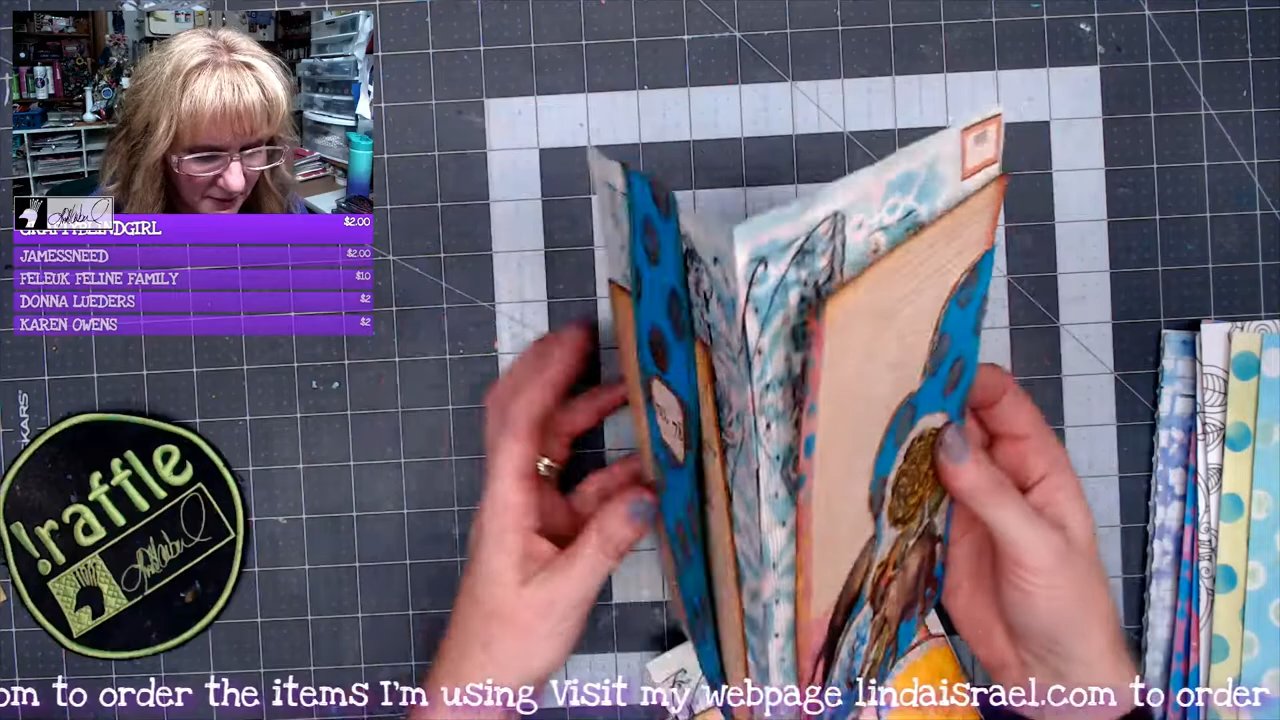 $2.00
JAMESSNEED $2.00
FELEUK FELINE FAMILY $10
DONNA LUEDERS $2
KAREN OWENS $2
!raffle
om to order the items I'm using Visit my webpage lindaisrael.com to order